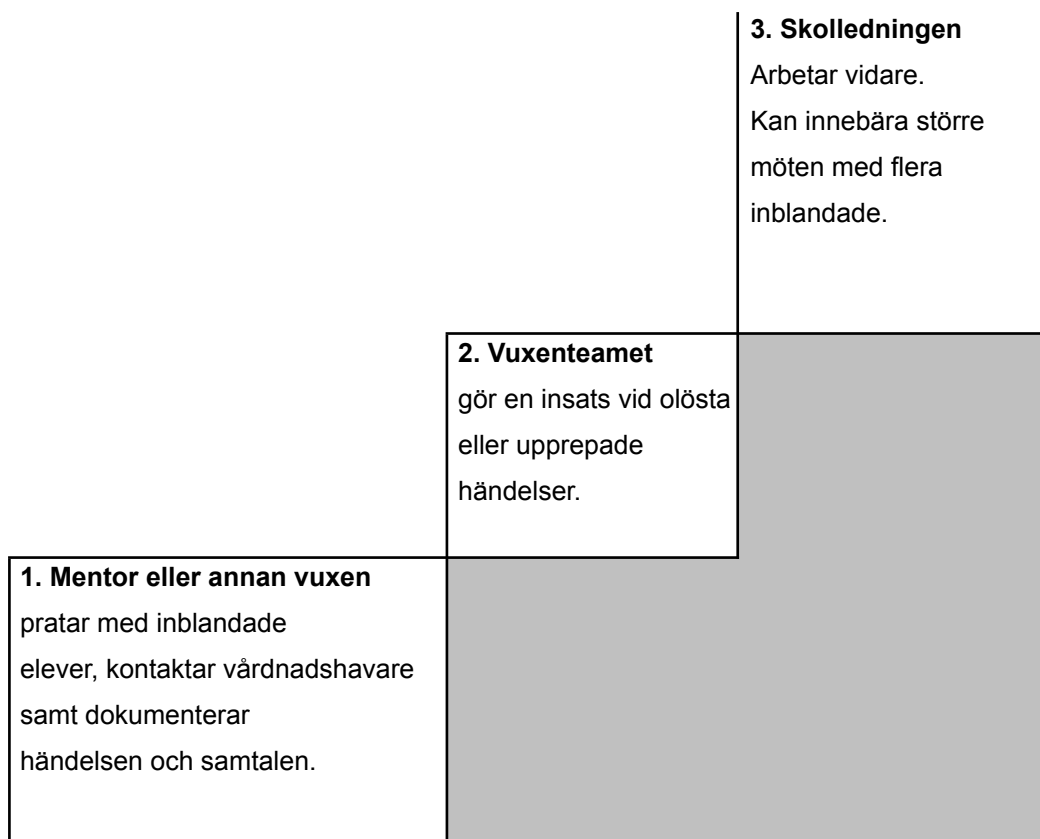 3. Skolledningen
Arbetar vidare.
Kan innebära större
möten med flera
inblandade.
2. Vuxenteamet
gör en insats vid olösta
eller upprepade
händelser.
1. Mentor eller annan vuxen
pratar med inblandade
elever, kontaktar vårdnadshavare
samt dokumenterar
händelsen och samtalen.